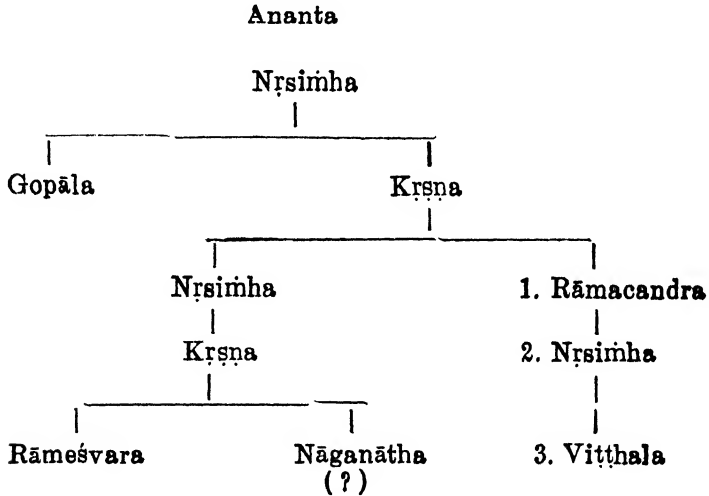 Ananta
Nṛsiṁha
Gopāla Kṛṣṇa
Nṛsiṁha 1. Rāmacandra
Kṛṣṇa 2. Nṛsiṁha
Rāmeśvara Nāganātha 3. Viṭṭhala
(?)